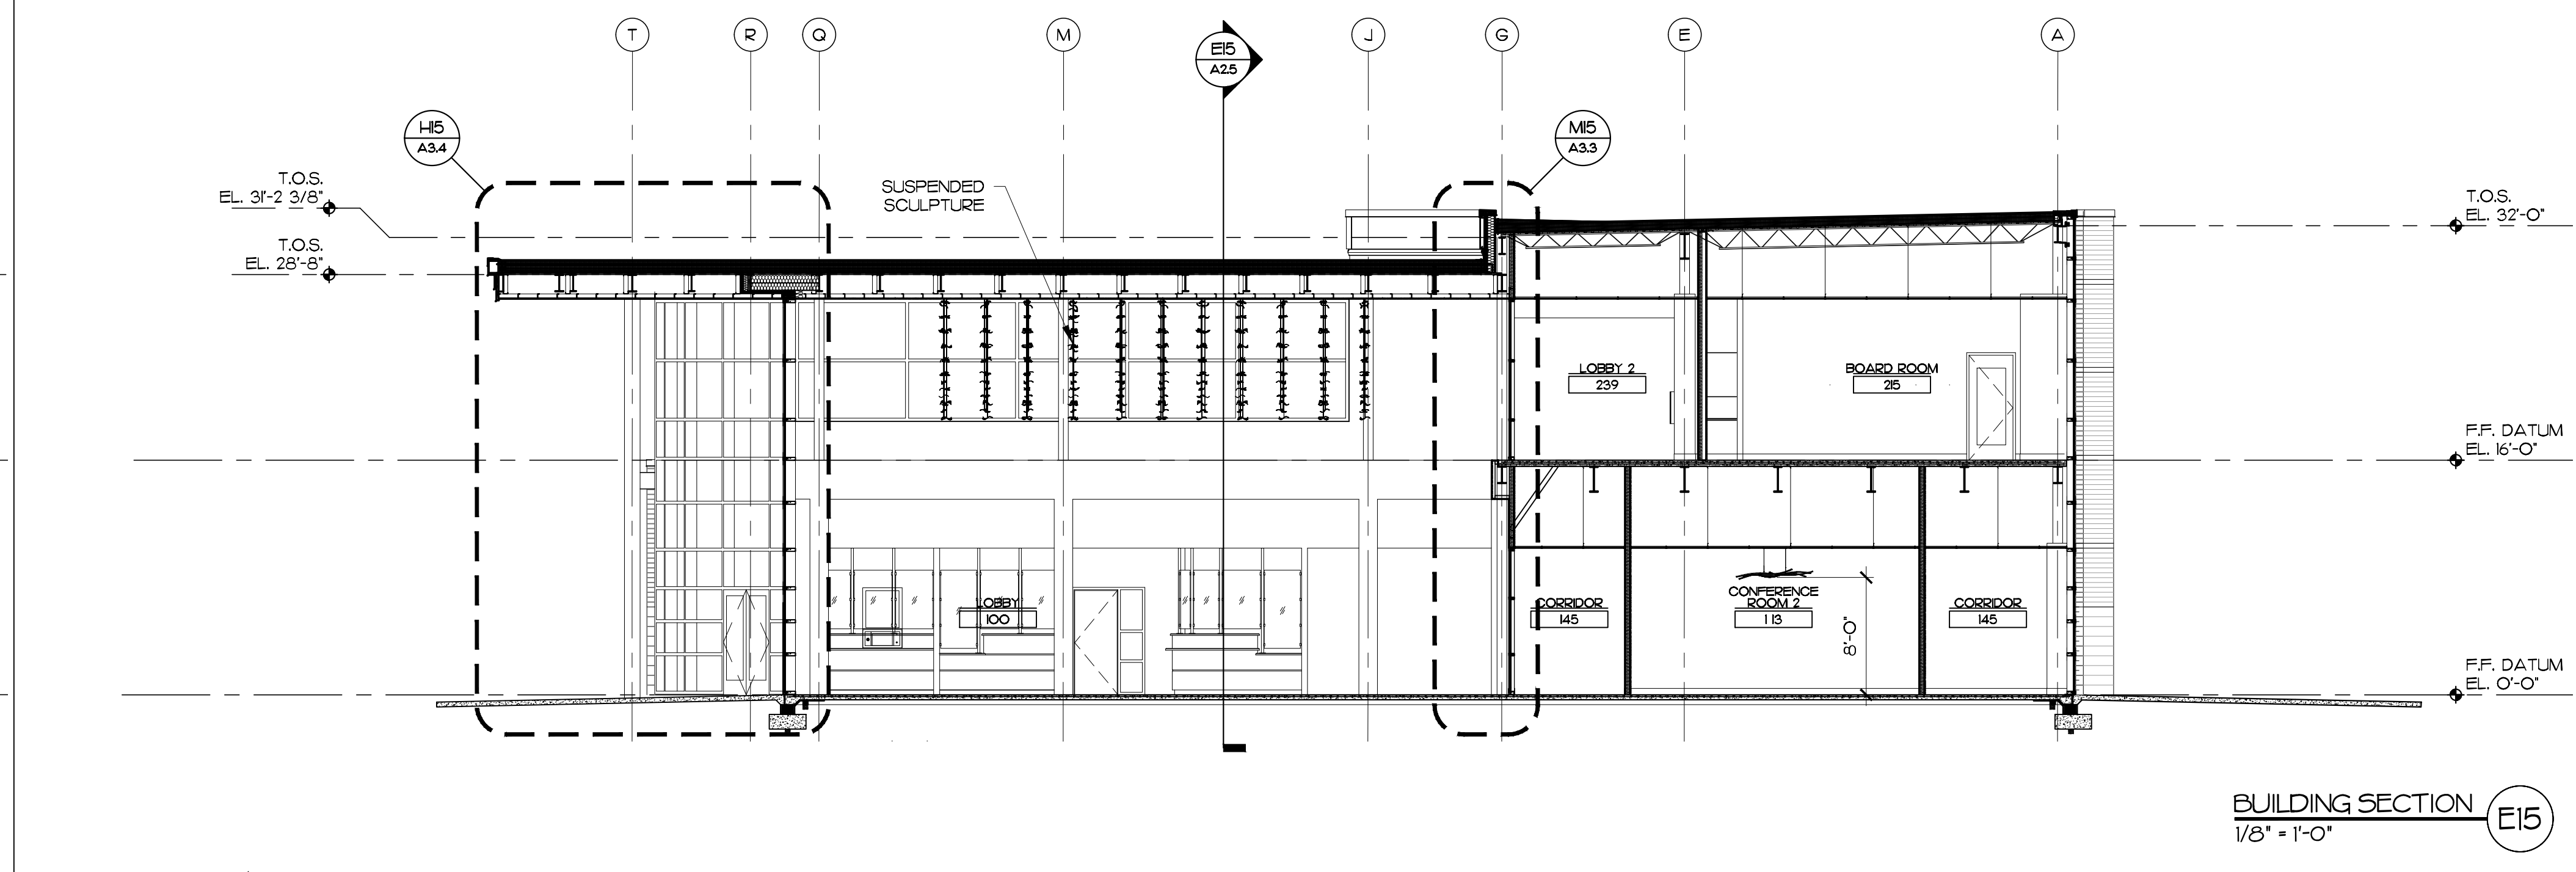 T
R
Q
M
J
G
E
A
E15
A2.5
H15
A3.4
M15
A3.3
T.O.S.
EL. 31'-2 3/8"
SUSPENDED
SCULPTURE
T.O.S.
EL. 32'-0"
T.O.S.
EL. 28'-8"
LOBBY 2
239
BOARD ROOM
215
F.F. DATUM
EL. 16'-0"
LOBBY
100
CORRIDOR
145
CONFERENCE
ROOM 2
113
8'-0"
CORRIDOR
145
F.F. DATUM
EL. 0'-0"
BUILDING SECTION
1/8" = 1'-0"
E15